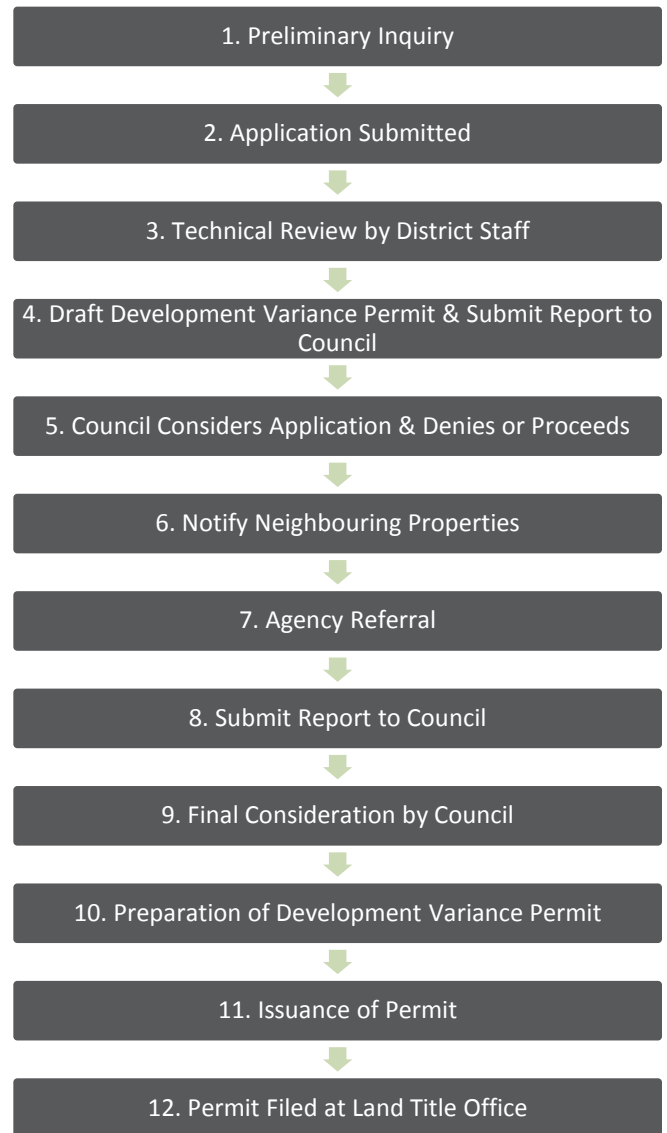 1. Preliminary Inquiry
2. Application Submitted
3. Technical Review by District Staff
4. Draft Development Variance Permit & Submit Report to
Council
5. Council Considers Application & Denies or Proceeds
6. Notify Neighbouring Properties
7. Agency Referral
8. Submit Report to Council
9. Final Consideration by Council
10. Preparation of Development Variance Permit
11. Issuance of Permit
12. Permit Filed at Land Title Office